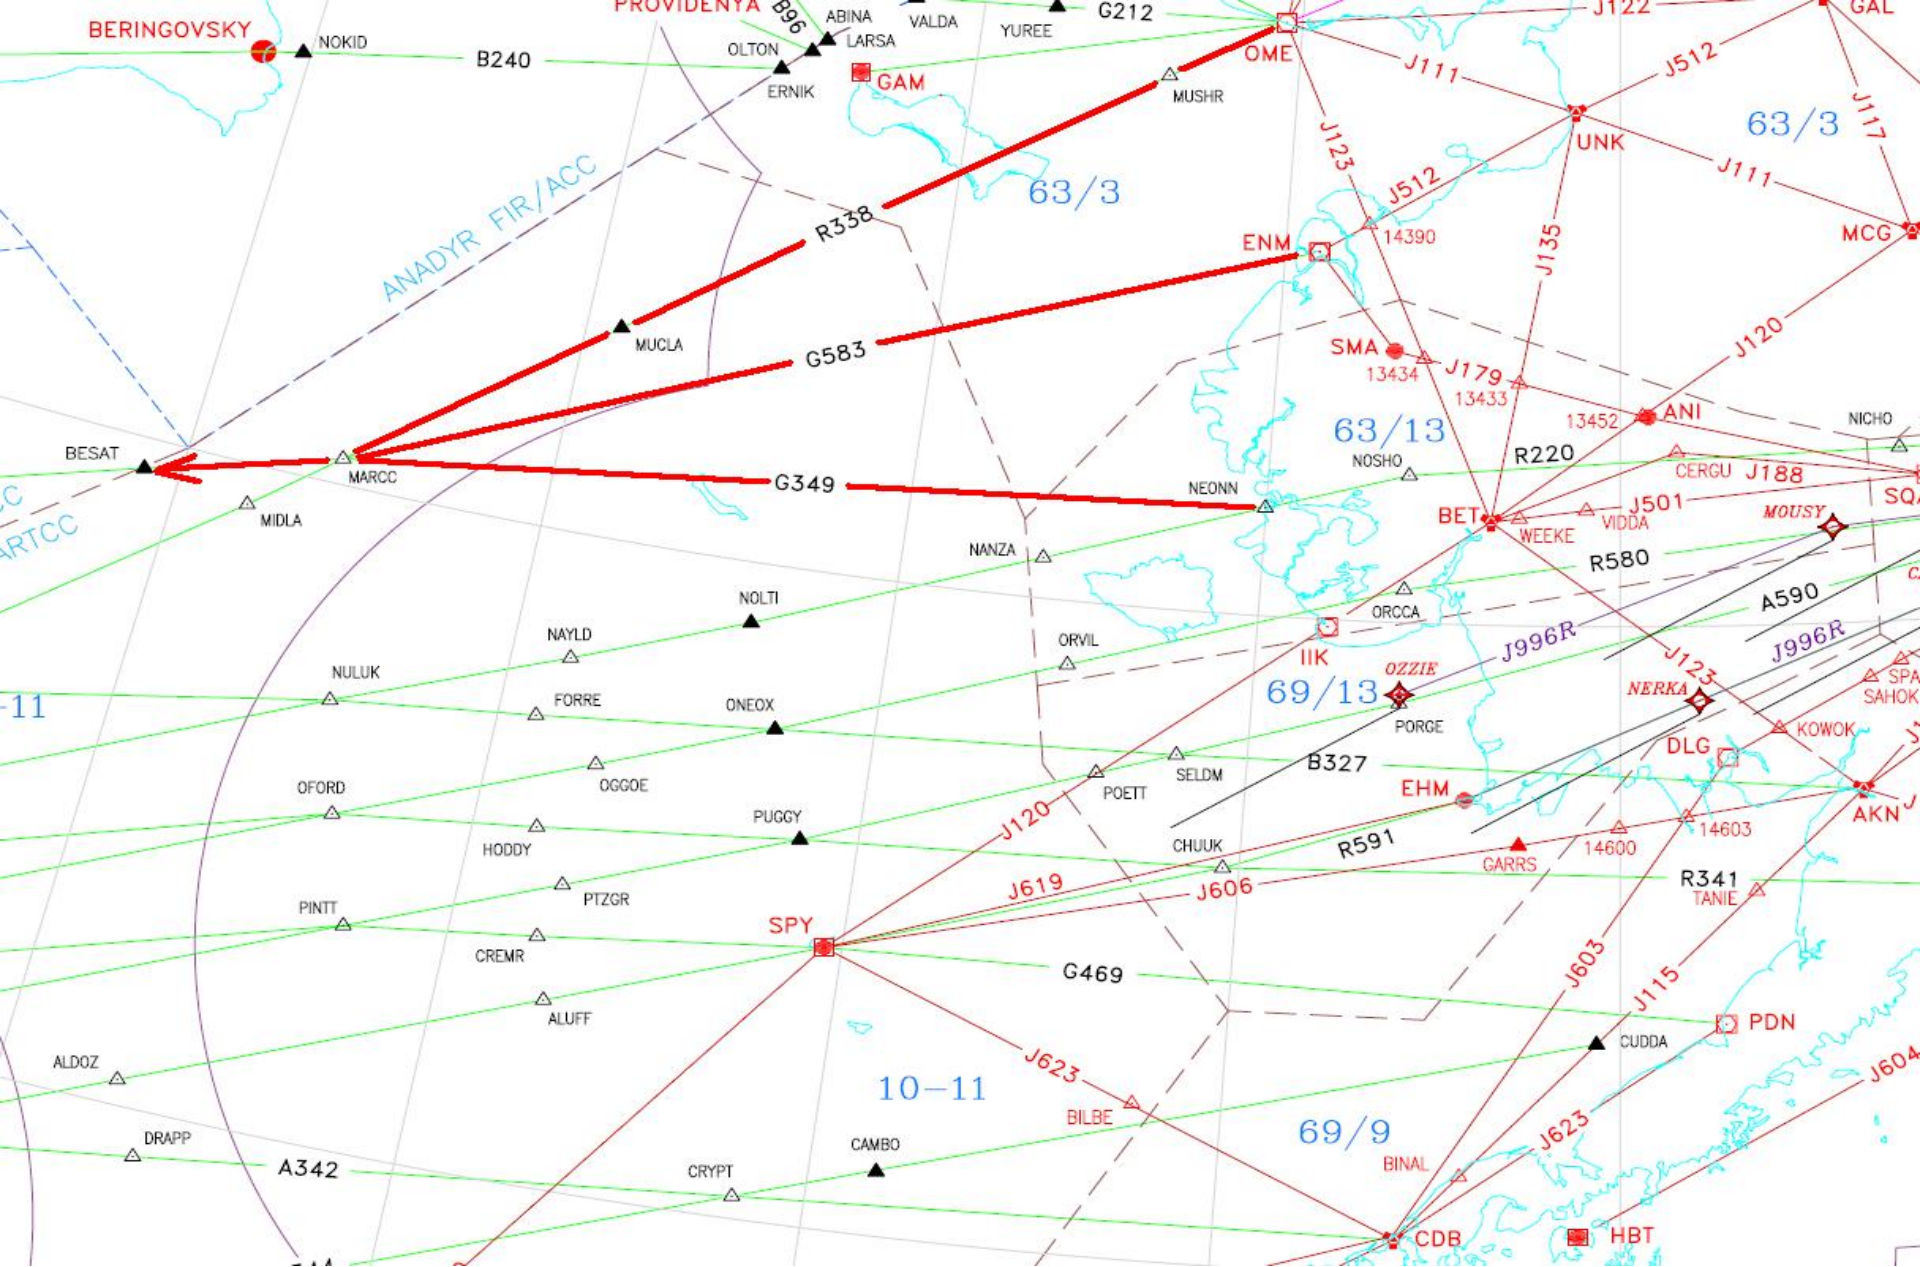 PROVIDENYA
B96
ABINA
VALDA
YUREE
G212
J122
GAL
BERINGOVSKY
NOKID
B240
OLTON
LARSA
ERNIK
GAM
MUSHR
OME
J111
J512
J117
63/3
UNK
J123
J512
J111
ANADYR FIR/ACC
63/3
R338
ENM
14390
J135
MCG
MUCLA
G583
SMA
13434
J179
13433
J120
13452
ANI
NICHO
BESAT
MARCC
63/13
NOSHO
R220
CERGU
J188
MIDLA
G349
NEONN
BET
WEEKE
VIDDA
J501
MOUSY
ARTCC
NANZA
R580
NOLTI
ORCCA
A590
NAYLD
ORVIL
IIK
J996R
J996R
J123
NULUK
FORRE
ONEOX
69/13
OZZIE
PORGE
NERKA
SAHOK
KOWOK
-11
OFORD
OGGOE
SELDM
POETT
B327
EHM
DLG
AKN
HODDY
PUGGY
J120
CHUUK
R591
14603
14600
GARRS
PTZGR
J619
J606
R341
TANIE
PINTT
SPY
CREMR
G469
J603
J115
ALUFF
PDN
CUDDA
ALDOZ
J623
J604
10-11
BILBE
69/9
J623
DRAPP
A342
CAMBO
CRYPT
BINAL
CDB
HBT